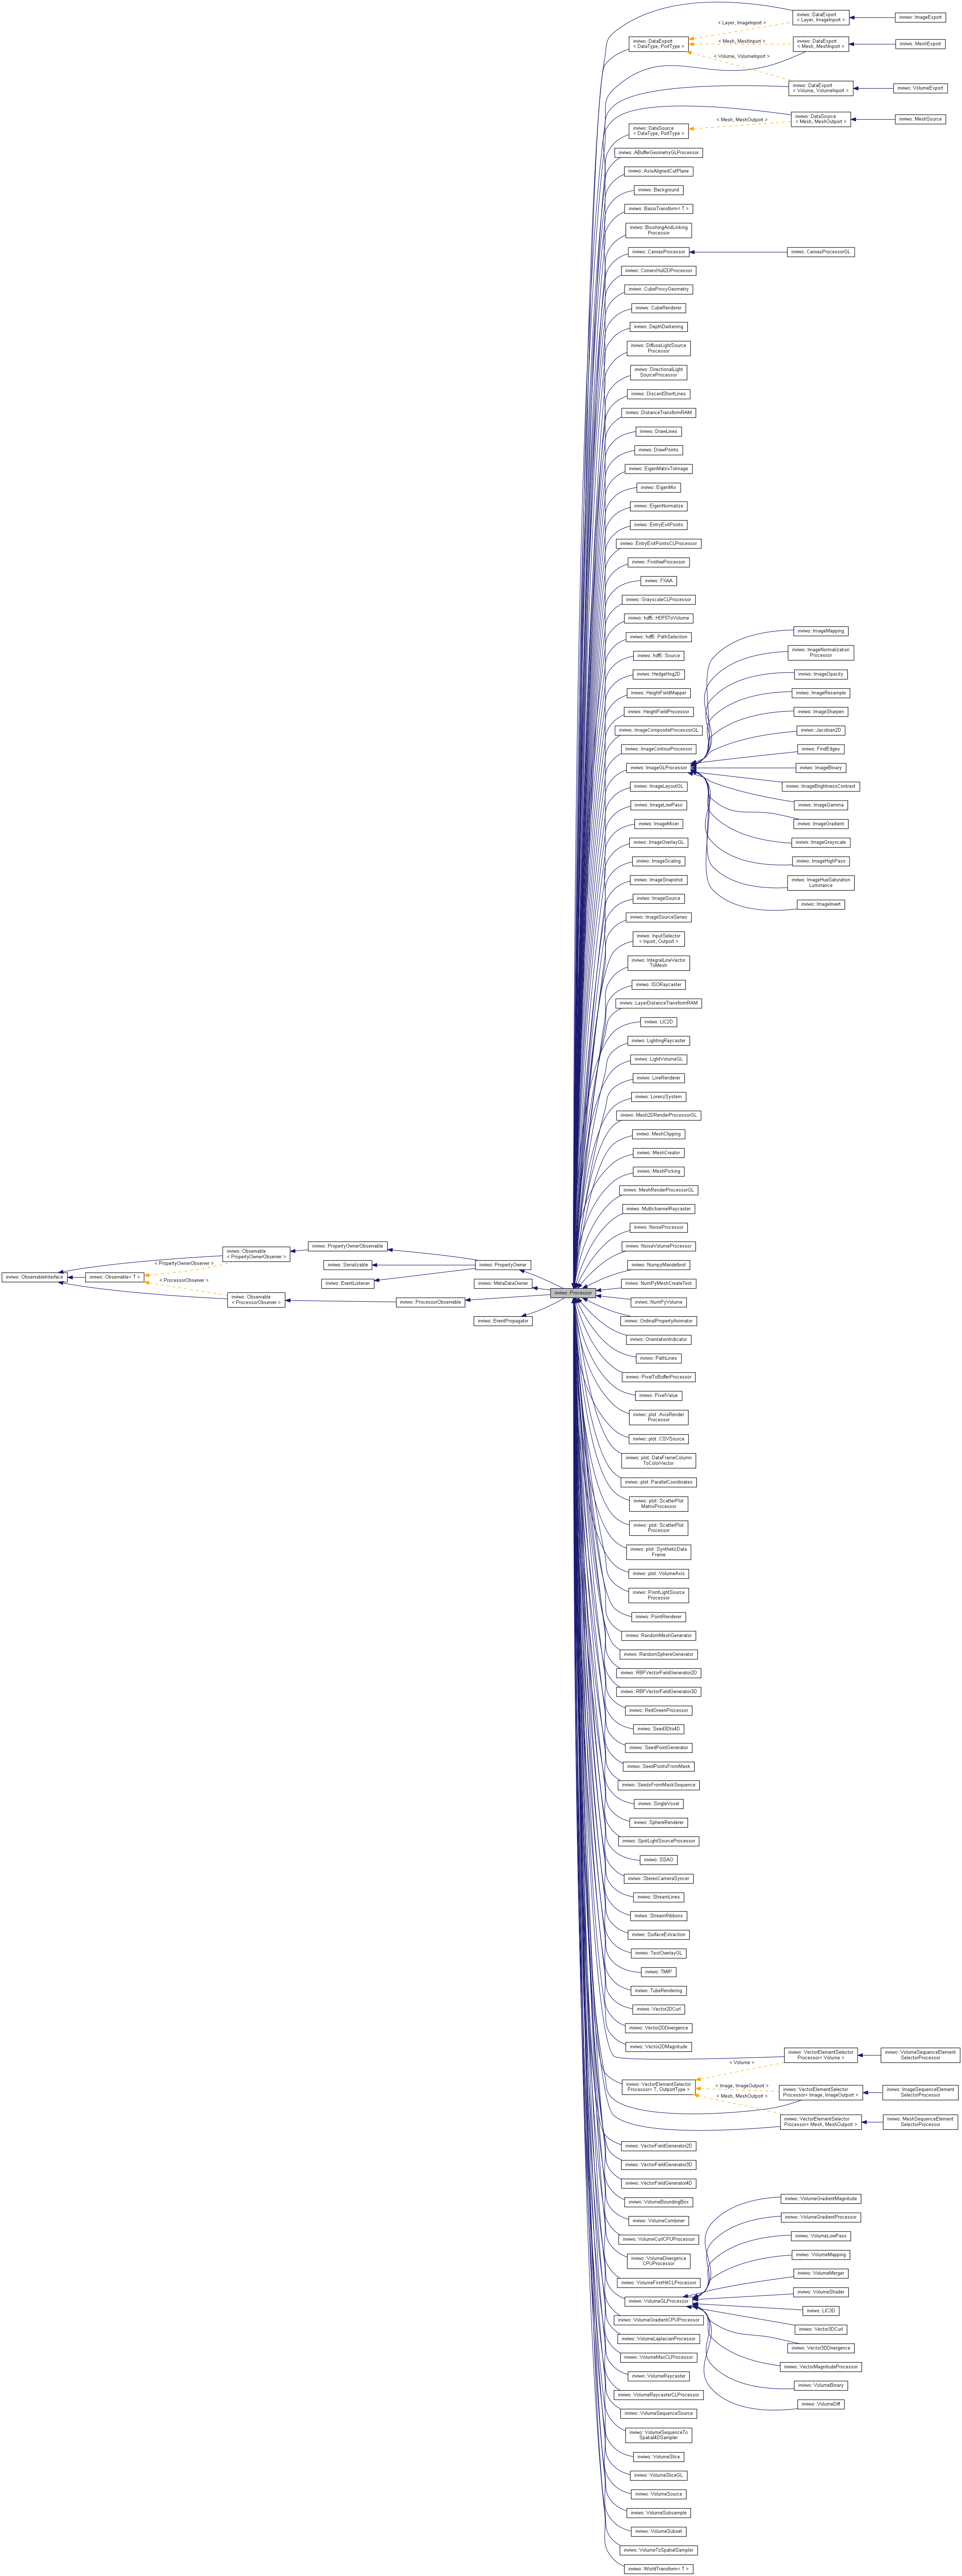 inviwo::DataExport
< Layer, ImageInport >
inviwo::ImageExport
< Layer, ImageInport >
inviwo::DataExport
< DataType, PortType >
< Mesh, MeshInport >
inviwo::DataExport
< Mesh, MeshInport >
inviwo::MeshExport
< Volume, VolumeInport >
inviwo::DataExport
< Volume, VolumeInport >
inviwo::VolumeExport
inviwo::DataSource
< DataType, PortType >
< Mesh, MeshOutport >
inviwo::DataSource
< Mesh, MeshOutport >
inviwo::MeshSource
inviwo::ABufferGeometryGLProcessor
inviwo::AxisAlignedCutPlane
inviwo::Background
inviwo::BasisTransform< T >
inviwo::BrushingAndLinking
Processor
inviwo::CanvasProcessor
inviwo::CanvasProcessorGL
inviwo::ConvexHull2DProcessor
inviwo::CubeProxyGeometry
inviwo::CubeRenderer
inviwo::DepthDarkening
inviwo::DiffuseLightSource
Processor
inviwo::DirectionalLight
SourceProcessor
inviwo::DiscardShortLines
inviwo::DistanceTransformRAM
inviwo::DrawLines
inviwo::DrawPoints
inviwo::EigenMatrixToImage
inviwo::EigenMix
inviwo::EigenNormalize
inviwo::EntryExitPoints
inviwo::EntryExitPointsCLProcessor
inviwo::FirstIvwProcessor
inviwo::FXAA
inviwo::GrayscaleCLProcessor
inviwo::hdf5::HDF5ToVolume
inviwo::hdf5::PathSelection
inviwo::hdf5::Source
inviwo::HedgeHog2D
inviwo::HeightFieldMapper
inviwo::HeightFieldProcessor
inviwo::ImageCompositeProcessorGL
inviwo::ImageContourProcessor
inviwo::ImageGLProcessor
inviwo::ImageMapping
inviwo::ImageNormalization
Processor
inviwo::ImageOpacity
inviwo::ImageResample
inviwo::ImageSharpen
inviwo::Jacobian2D
inviwo::FindEdges
inviwo::ImageBinary
inviwo::ImageBrightnessContrast
inviwo::ImageGamma
inviwo::ImageGradient
inviwo::ImageGrayscale
inviwo::ImageHighPass
inviwo::ImageHueSaturation
Luminance
inviwo::ImageInvert
inviwo::ImageLayoutGL
inviwo::ImageLowPass
inviwo::ImageMixer
inviwo::ImageOverlayGL
inviwo::ImageScaling
inviwo::ImageSnapshot
inviwo::ImageSource
inviwo::ImageSourceSeries
inviwo::InputSelector
< Inport, Outport >
inviwo::IntegralLineVector
ToMesh
inviwo::ISORaycaster
inviwo::LayerDistanceTransformRAM
inviwo::LIC2D
inviwo::LightingRaycaster
inviwo::LightVolumeGL
inviwo::LineRenderer
inviwo::LorenzSystem
inviwo::Mesh2DRenderProcessorGL
inviwo::MeshClipping
inviwo::MeshCreator
inviwo::MeshPicking
inviwo::MeshRenderProcessorGL
inviwo::MultichannelRaycaster
inviwo::NoiseProcessor
inviwo::NoiseVolumeProcessor
inviwo::NumpyMandelbrot
inviwo::NumPyMeshCreateTest
inviwo::NumPyVolume
inviwo::ObservableInterface
inviwo::Observable< T >
< PropertyOwnerObserver >
< ProcessorObserver >
inviwo::Observable
< PropertyOwnerObserver >
inviwo::Observable
< ProcessorObserver >
inviwo::PropertyOwnerObservable
inviwo::Serializable
inviwo::EventListener
inviwo::ProcessorObservable
inviwo::PropertyOwner
inviwo::MetaDataOwner
inviwo::EventPropagator
inviwo::Processor
inviwo::OrdinalPropertyAnimator
inviwo::OrientationIndicator
inviwo::PathLines
inviwo::PixelToBufferProcessor
inviwo::PixelValue
inviwo::plot::AxisRender
Processor
inviwo::plot::CSVSource
inviwo::plot::DataFrameColumn
ToColorVector
inviwo::plot::ParallelCoordinates
inviwo::plot::ScatterPlot
MatrixProcessor
inviwo::plot::ScatterPlot
Processor
inviwo::plot::SyntheticData
Frame
inviwo::plot::VolumeAxis
inviwo::PointLightSource
Processor
inviwo::PointRenderer
inviwo::RandomMeshGenerator
inviwo::RandomSphereGenerator
inviwo::RBFVectorFieldGenerator2D
inviwo::RBFVectorFieldGenerator3D
inviwo::RedGreenProcessor
inviwo::Seed3Dto4D
inviwo::SeedPointGenerator
inviwo::SeedPointsFromMask
inviwo::SeedsFromMaskSequence
inviwo::SingleVoxel
inviwo::SphereRenderer
inviwo::SpotLightSourceProcessor
inviwo::SSAO
inviwo::StereoCameraSyncer
inviwo::StreamLines
inviwo::StreamRibbons
inviwo::SurfaceExtraction
inviwo::TextOverlayGL
inviwo::TMIP
inviwo::TubeRendering
inviwo::Vector2DCurl
inviwo::Vector2DDivergence
inviwo::Vector2DMagnitude
inviwo::VectorElementSelector
Processor< T, OutportType >
< Volume >
< Image, ImageOutport >
< Mesh, MeshOutport >
inviwo::VectorElementSelector
Processor< Volume >
inviwo::VolumeSequenceElement
SelectorProcessor
inviwo::VectorElementSelector
Processor< Image, ImageOutport >
inviwo::ImageSequenceElement
SelectorProcessor
inviwo::VectorElementSelector
Processor< Mesh, MeshOutport >
inviwo::MeshSequenceElement
SelectorProcessor
inviwo::VectorFieldGenerator2D
inviwo::VectorFieldGenerator3D
inviwo::VectorFieldGenerator4D
inviwo::VolumeBoundingBox
inviwo::VolumeCombiner
inviwo::VolumeCurlCPUProcessor
inviwo::VolumeDivergence
CPUProcessor
inviwo::VolumeFirstHitCLProcessor
inviwo::VolumeGLProcessor
inviwo::VolumeGradientMagnitude
inviwo::VolumeGradientProcessor
inviwo::VolumeLowPass
inviwo::VolumeMapping
inviwo::VolumeMerger
inviwo::VolumeShader
inviwo::LIC3D
inviwo::Vector3DCurl
inviwo::Vector3DDivergence
inviwo::VectorMagnitudeProcessor
inviwo::VolumeBinary
inviwo::VolumeDiff
inviwo::VolumeGradientCPUProcessor
inviwo::VolumeLaplacianProcessor
inviwo::VolumeMaxCLProcessor
inviwo::VolumeRaycaster
inviwo::VolumeRaycasterCLProcessor
inviwo::VolumeSequenceSource
inviwo::VolumeSequenceTo
Spatial4DSampler
inviwo::VolumeSlice
inviwo::VolumeSliceGL
inviwo::VolumeSource
inviwo::VolumeSubsample
inviwo::VolumeSubset
inviwo::VolumeToSpatialSampler
inviwo::WorldTransform< T >